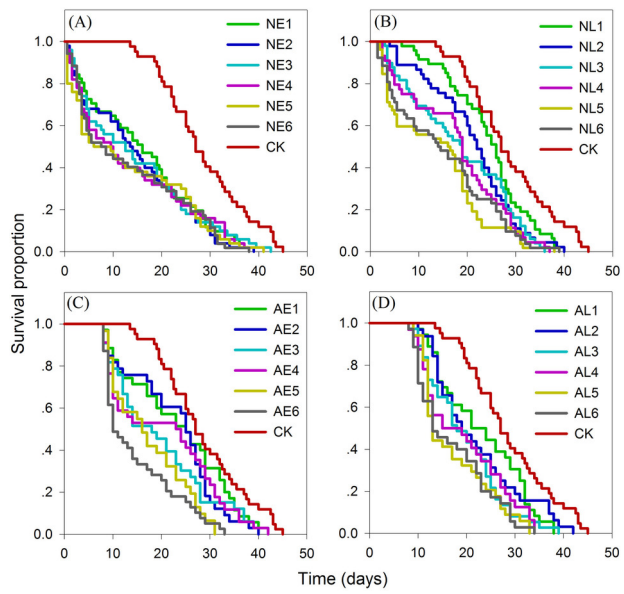 (A)
NE1
NE2
NE3
NE4
NE5
NE6
CK
1.0
.8
.6
.4
.2
0.0
0
10
20
30
40
50
(B)
NL1
NL2
NL3
NL4
NL5
NL6
CK
1.0
.8
.6
.4
.2
0.0
0
10
20
30
40
50
Survival proportion
(C)
AE1
AE2
AE3
AE4
AE5
AE6
CK
1.0
.8
.6
.4
.2
0.0
0
10
20
30
40
50
(D)
AL1
AL2
AL3
AL4
AL5
AL6
CK
1.0
.8
.6
.4
.2
0.0
0
10
20
30
40
50
Time (days)